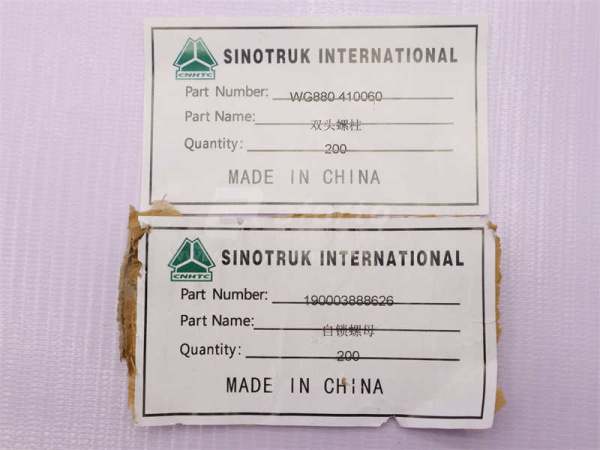 CNHTC
SINOTRUK INTERNATIONAL
Part Number: WG880 410060
Part Name: 双头螺柱
Quantity: 200
MADE IN CHINA
CNHTC
SINOTRUK INTERNATIONAL
Part Number: 190003888626
Part Name: 自锁螺母
Quantity: 200
MADE IN CHINA